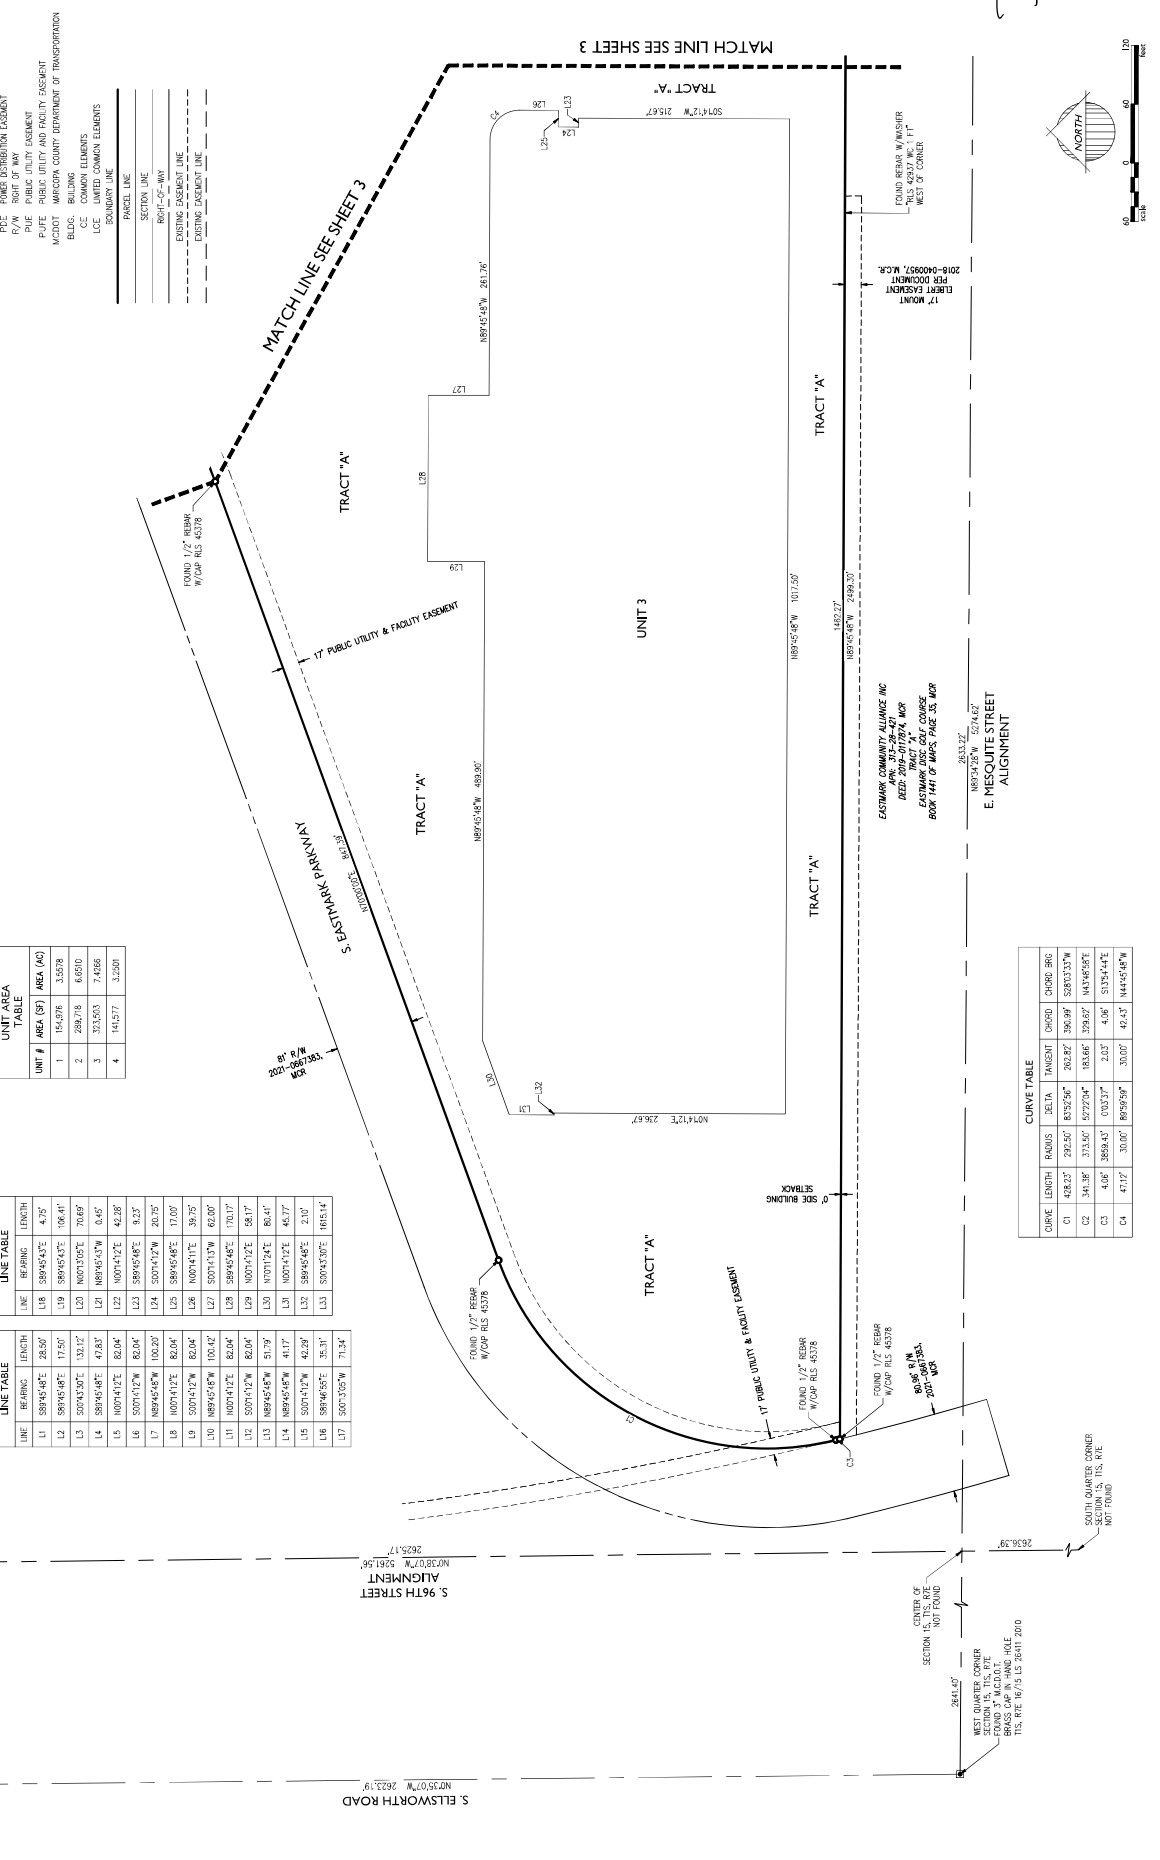 PDE POWER DISTRIBUTION EASEMENT
R/W RIGHT OF WAY
PUE PUBLIC UTILITY EASEMENT
PUFE PUBLIC UTILITY AND FACILITY EASEMENT
MCDOT MARICOPA COUNTY DEPARTMENT OF TRANSPORTATION
BLDG. BUILDING
CE COMMON ELEMENTS
LCE LIMITED COMMON ELEMENTS
BOUNDARY LINE
PARCEL LINE
SECTION LINE
RIGHT-OF-WAY
EXISTING EASEMENT LINE
EXISTING EASEMENT LINE
UNIT AREA
TABLE
UNIT # AREA (SF) AREA (AC)
1 154,976 3.5578
2 289,718 6.6510
3 323,503 7.4266
4 141,577 3.2501
LINE TABLE
LINE BEARING LENGTH
L1 S89°45'48"E 28.50'
L2 S89°45'48"E 17.50'
L3 S00°43'30"E 132.12'
L4 S89°45'48"E 47.83'
L5 N00°14'12"E 82.04'
L6 S00°14'12"W 82.04'
L7 N89°45'48"W 100.20'
L8 N00°14'12"E 82.04'
L9 S00°14'12"W 82.04'
L10 N89°45'48"W 100.42'
L11 N00°14'12"E 82.04'
L12 S00°14'12"W 82.04'
L13 N89°45'48"W 51.79'
L14 N89°45'48"W 41.17'
L15 S00°14'12"W 42.29'
L16 S89°46'55"E 35.31'
L17 S00°13'05"W 71.34'
LINE TABLE
LINE BEARING LENGTH
L18 S89°45'43"E 4.75'
L19 S89°45'43"E 106.41'
L20 N00°13'05"E 70.69'
L21 N89°45'43"W 0.45'
L22 N00°14'12"E 42.28'
L23 S89°45'48"E 9.23'
L24 S00°14'12"W 20.75'
L25 S89°45'48"E 17.00'
L26 N00°14'11"E 39.75'
L27 S00°14'13"W 62.00'
L28 S89°45'48"E 170.17'
L29 N00°14'12"E 58.17'
L30 N70°11'24"E 80.41'
L31 N00°14'12"E 45.77'
L32 S89°45'48"E 2.10'
L33 S00°43'30"E 1615.14'
MATCH LINE SEE SHEET 3
MATCH LINE SEE SHEET 3
TRACT "A"
S0°14'12"W 215.67'
L26
L23
L25
L24
C4
N89°45'48"W 261.76'
L27
L28
L29
TRACT "A"
FOUND 1/2" REBAR
W/CAP RLS 45378
17' PUBLIC UTILITY & FACILITY EASEMENT
UNIT 3
N89°45'48"W 1017.50'
TRACT "A"
FOUND REBAR W/WASHER
"RLS 42937 WC 1 FT"
WEST OF CORNER
17' MOUNT
ELBERT EASEMENT
PER DOCUMENT
2018-0400957, M.C.R.
1462.27'
N89°45'48"W 2499.30'
EASTMARK COMMUNITY ALLIANCE INC
APN: 313-28-421
DEED: 2019-0117874, MCR
TRACT "A"
EASTMARK DISC GOLF COURSE
BOOK 1441 OF MAPS, PAGE 35, MCR
2633.22'
N89°34'28"W 5274.62'
E. MESQUITE STREET
ALIGNMENT
TRACT "A"
N89°45'48"W 489.90'
S. EASTMARK PARKWAY
N70°00'00"E 847.39'
81' R/W
2021-0667383,
MCR
L30
L31
L32
N0°14'12"E 236.67'
TRACT "A"
0' SIDE BUILDING
SETBACK
TRACT "A"
FOUND 1/2" REBAR
W/CAP RLS 45378
17' PUBLIC UTILITY & FACILITY EASEMENT
FOUND 1/2" REBAR
W/CAP RLS 45378
FOUND 1/2" REBAR
W/CAP RLS 45378
80.96' R/W
2021-0667383,
MCR
C3
CURVE TABLE
CURVE LENGTH RADIUS DELTA TANGENT CHORD CHORD BRG
C1 428.23' 292.50' 83°52'56" 262.82' 390.99' S28°03'33"W
C2 341.38' 373.50' 52°22'04" 183.66' 329.62' N43°48'58"E
C3 4.06' 3859.43' 0°03'37" 2.03' 4.06' S13°54'44"E
C4 47.12' 30.00' 89°59'59" 30.00' 42.43' N44°45'48"W
2625.17'
N0°38'07"W 5261.56'
S. 96TH STREET
ALIGNMENT
2636.39'
SOUTH QUARTER CORNER
SECTION 15, T1S, R7E
NOT FOUND
CENTER OF
SECTION 15, T1S, R7E
NOT FOUND
2641.40'
WEST QUARTER CORNER
SECTION 15, T1S, R7E
FOUND 3" M.C.D.O.T.
BRASS CAP IN HAND HOLE
T1S, R7E 16/15 LS 26411 2010
N0°35'07"W 2623.19'
S. ELLSWORTH ROAD
NORTH
60 0 60 120
scale feet